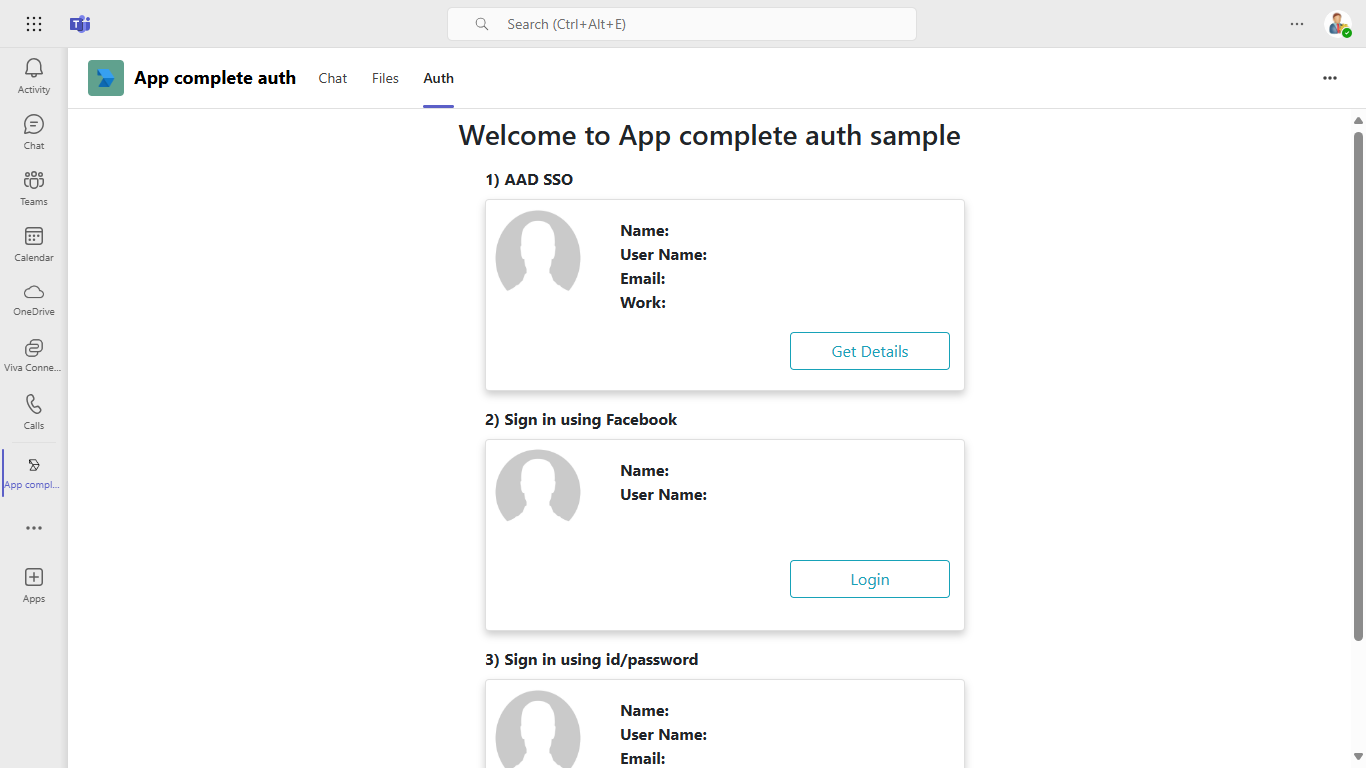 Search (Ctrl+Alt+E)
Activity
Chat
Teams
Calendar
OneDrive
Viva Conne...
Calls
App compl...
Apps
App complete auth Chat Files Auth
Welcome to App complete auth sample
1) AAD SSO
Name:
User Name:
Email:
Work:
Get Details
2) Sign in using Facebook
Name:
User Name:
Login
3) Sign in using id/password
Name:
User Name:
Email: